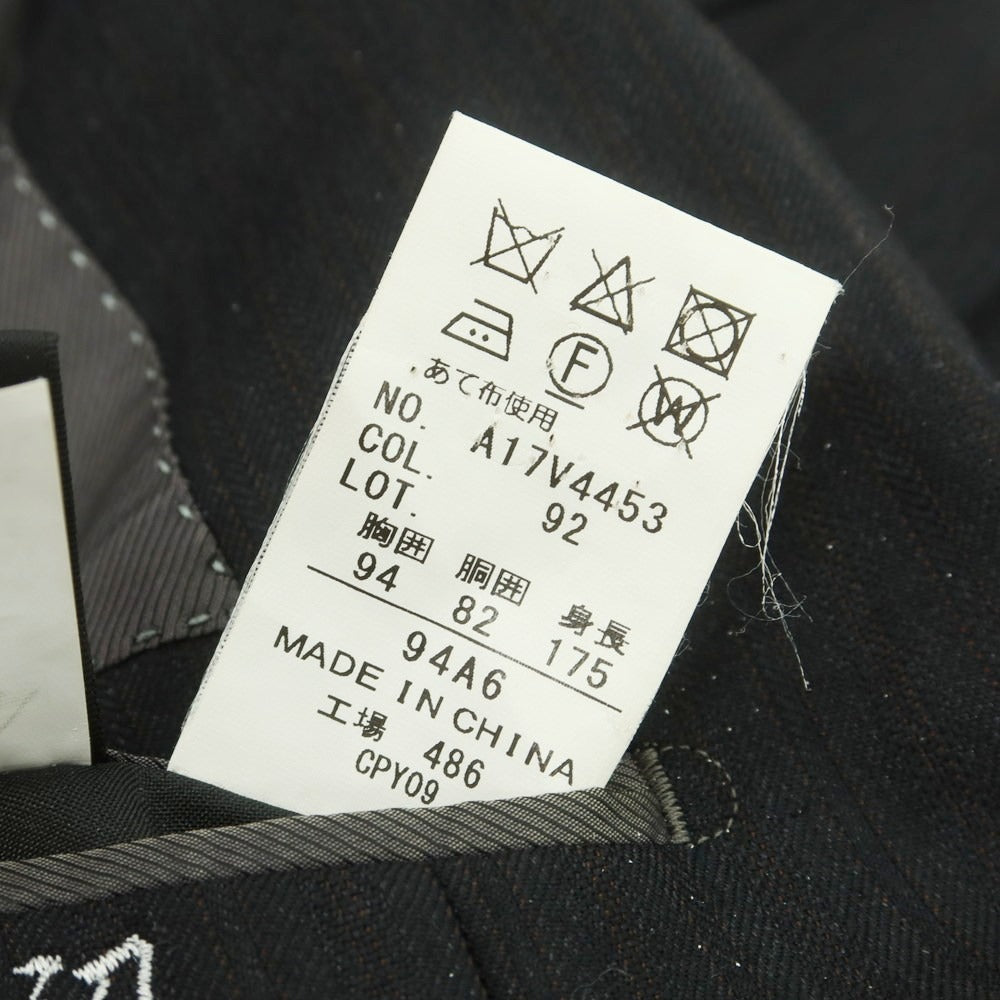 F
W
あて布使用
NO. A17V4453
COL. 92
LOT.
胸囲 胴囲 身長
94 82 175
94A6
MADE IN CHINA
工場 486
CPY09